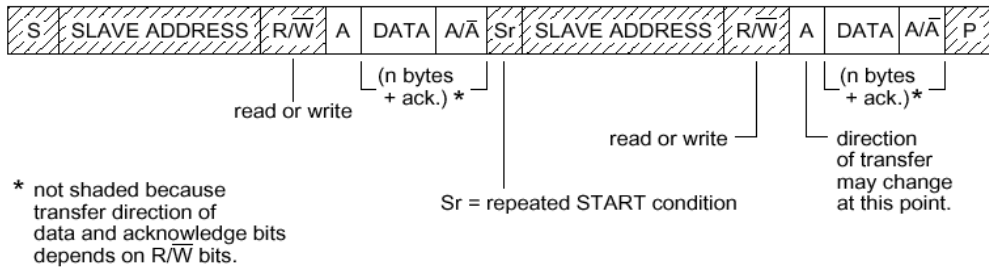 S SLAVE ADDRESS R/W̅ A DATA A/A̅ Sr SLAVE ADDRESS R/W̅ A DATA A/A̅ P
(n bytes
+ ack.) *
(n bytes
+ ack.) *
read or write
read or write
direction
of transfer
may change
at this point.
Sr = repeated START condition
* not shaded because
transfer direction of
data and acknowledge bits
depends on R/W̅ bits.